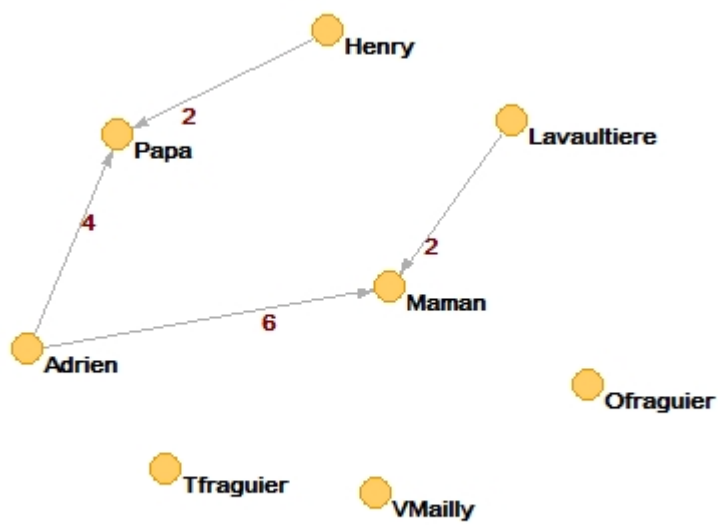 Henry
2
Lavaultiere
Papa
4
2
Maman
6
Adrien
Ofraguier
Tfraguier
VMailly